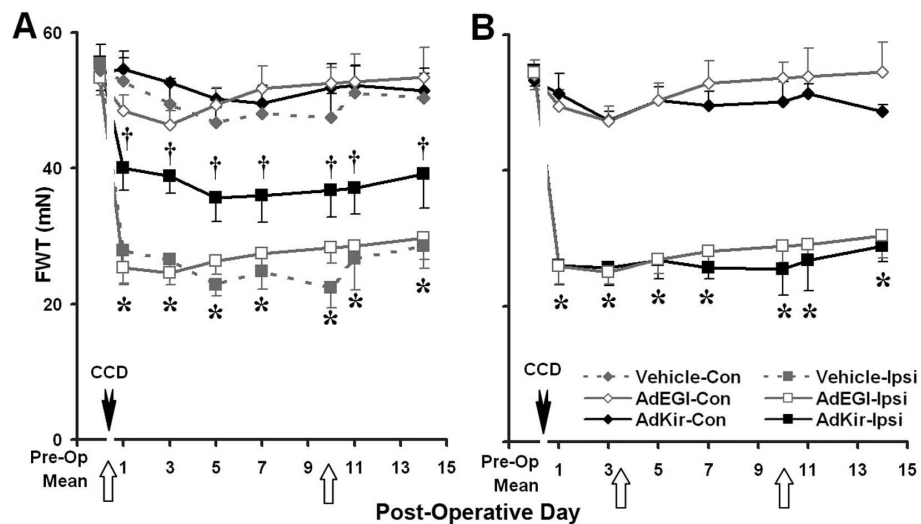 A
B
60
40
20
0
FWT (mN)
† † † † † † †
* * * * * * *
* * * * * * *
CCD
CCD
Vehicle-Con Vehicle-Ipsi
AdEGI-Con AdEGI-Ipsi
AdKir-Con AdKir-Ipsi
Pre-Op Mean 1 3 5 7 11 13 15
Pre-Op Mean 1 3 5 7 9 11 13 15
Post-Operative Day